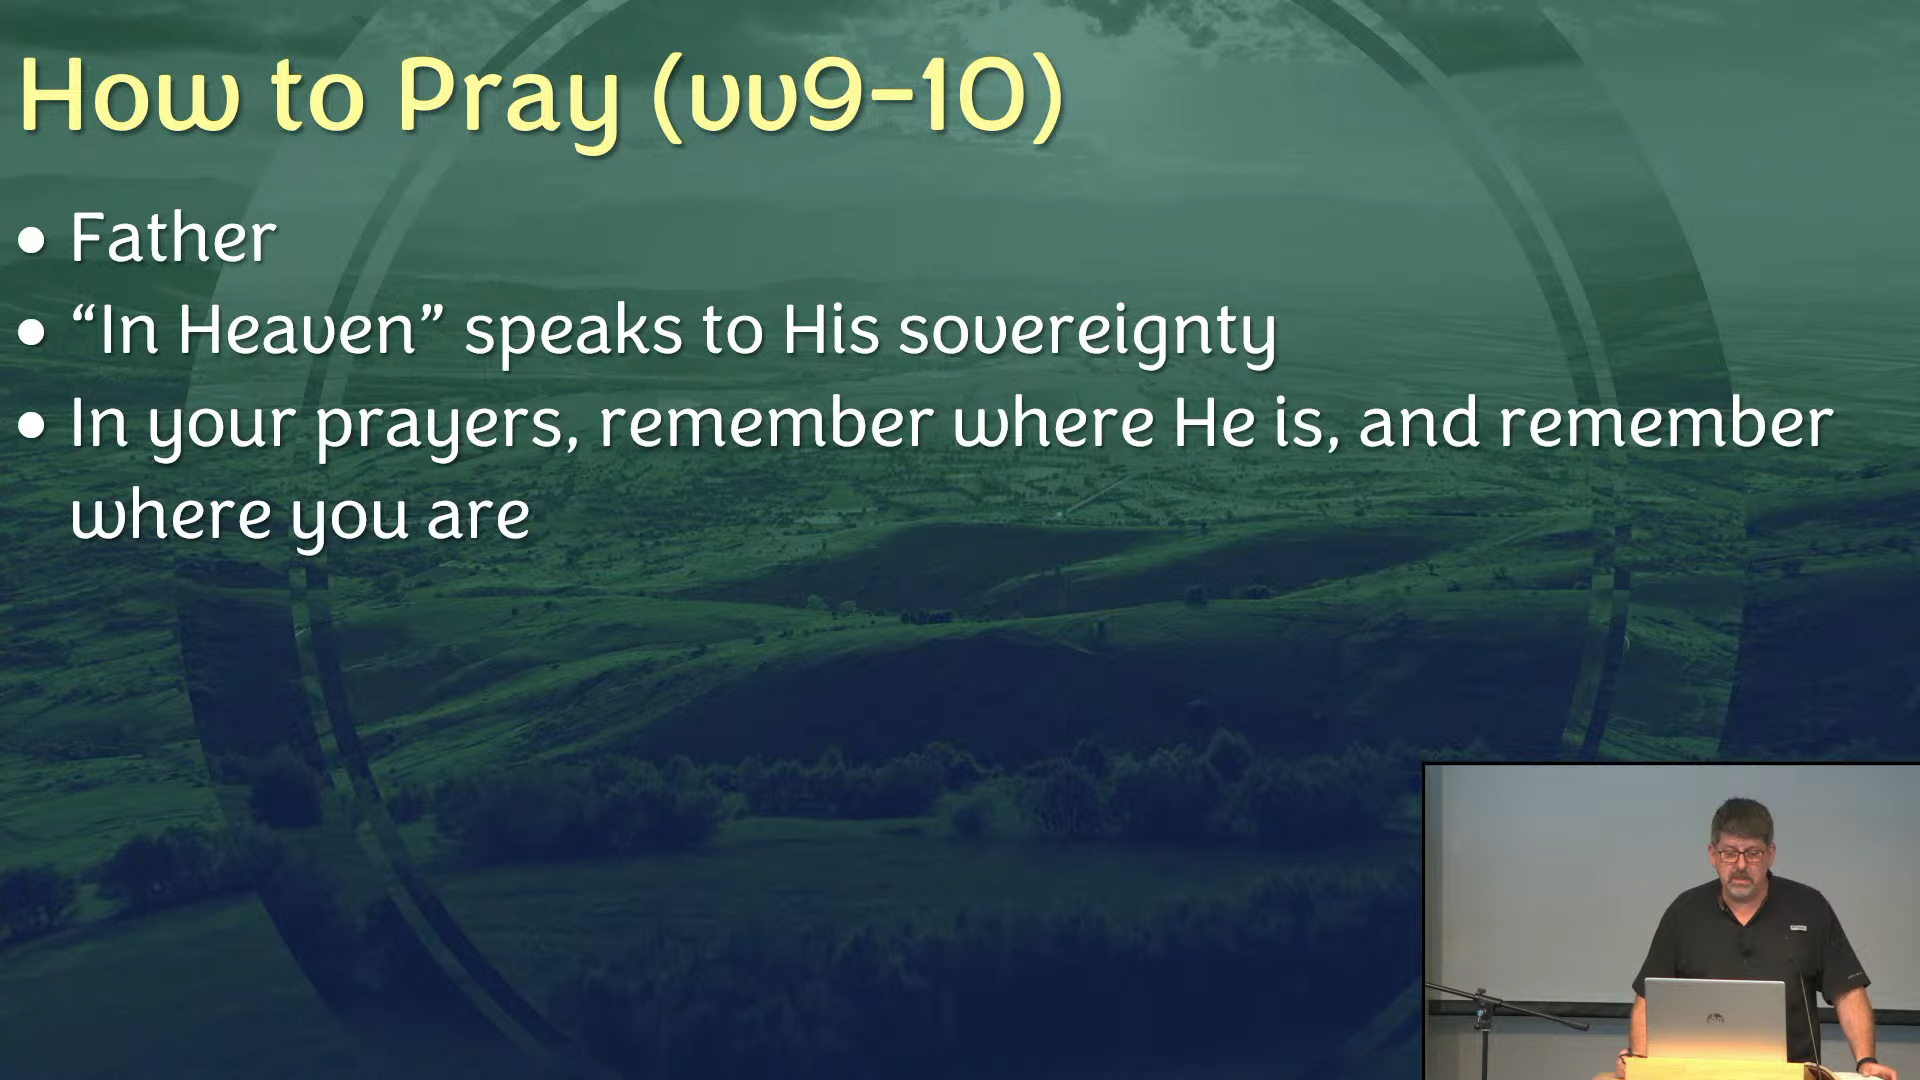 How to Pray (vv9-10)
• Father
• “In Heaven” speaks to His sovereignty
• In your prayers, remember where He is, and remember
where you are